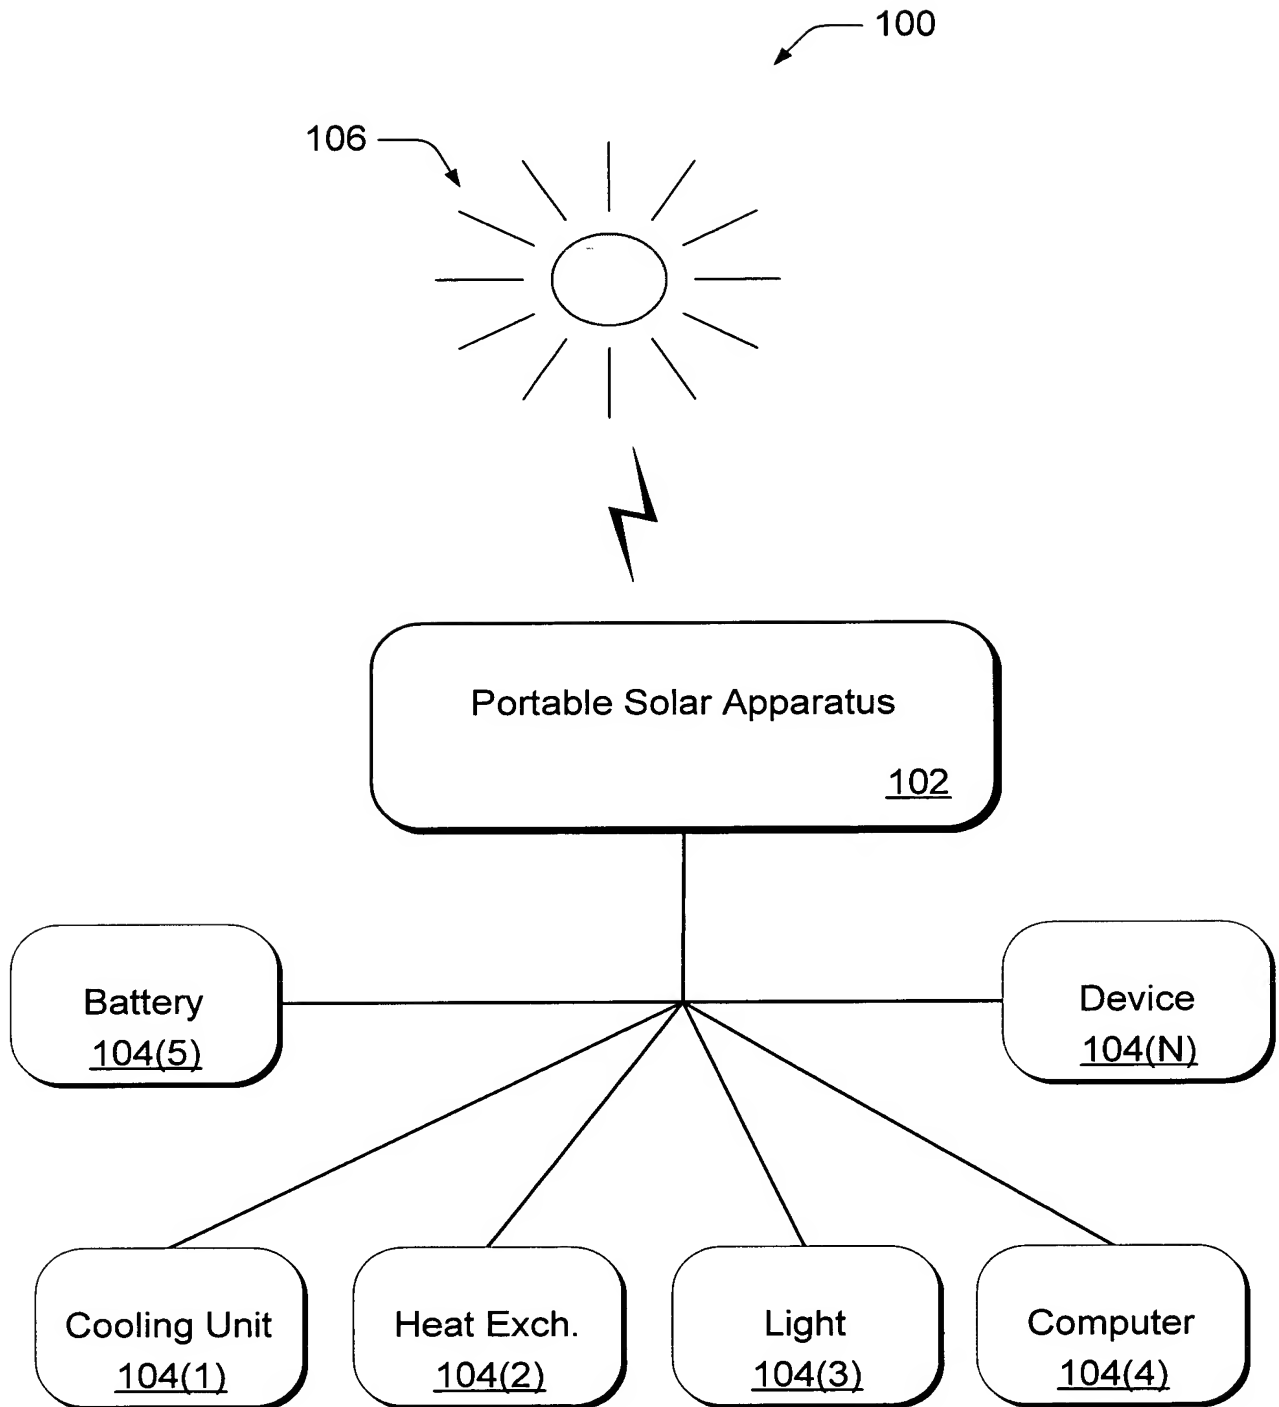 100
106
Portable Solar Apparatus
102
Battery
104(5)
Device
104(N)
Cooling Unit
104(1)
Heat Exch.
104(2)
Light
104(3)
Computer
104(4)